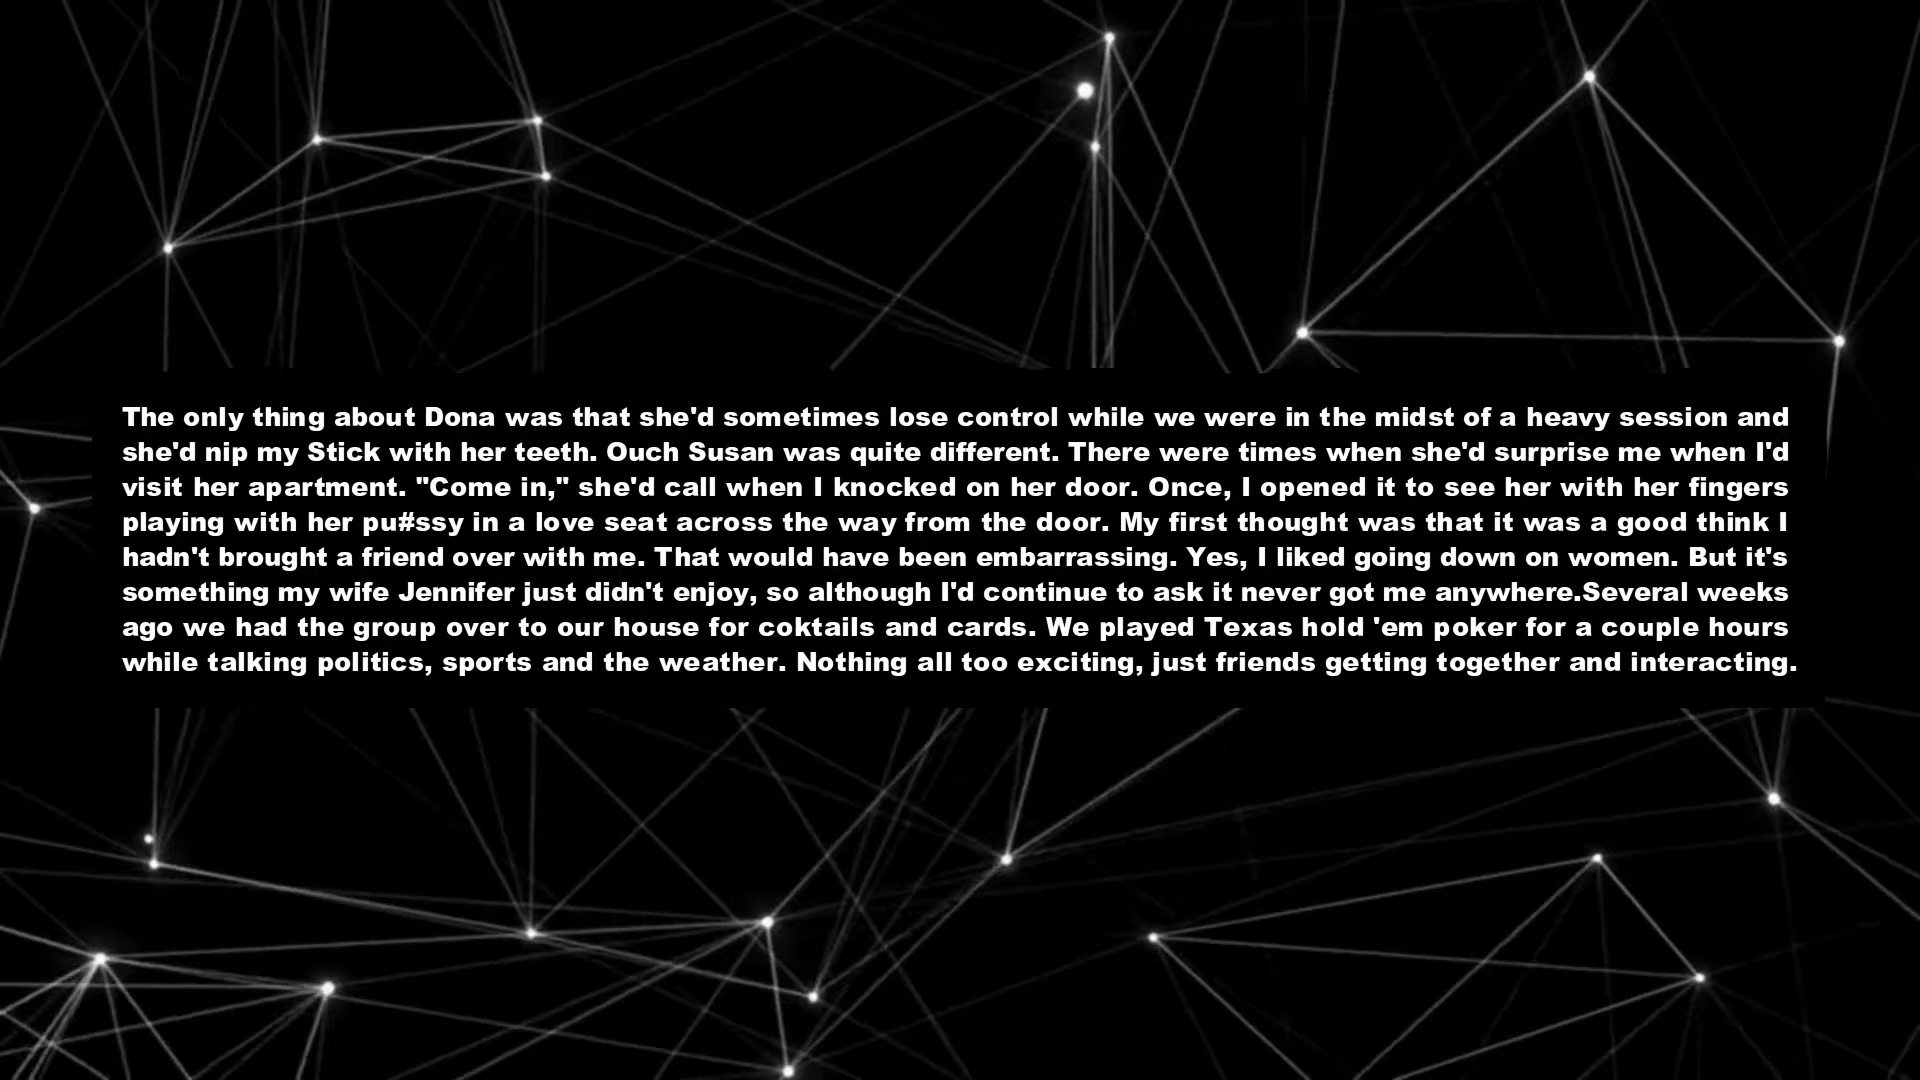 The only thing about Dona was that she'd sometimes lose control while we were in the midst of a heavy session and
she'd nip my Stick with her teeth. Ouch Susan was quite different. There were times when she'd surprise me when I'd
visit her apartment. "Come in," she'd call when I knocked on her door. Once, I opened it to see her with her fingers
playing with her pu#ssy in a love seat across the way from the door. My first thought was that it was a good think I
hadn't brought a friend over with me. That would have been embarrassing. Yes, I liked going down on women. But it's
something my wife Jennifer just didn't enjoy, so although I'd continue to ask it never got me anywhere.Several weeks
ago we had the group over to our house for coktails and cards. We played Texas hold 'em poker for a couple hours
while talking politics, sports and the weather. Nothing all too exciting, just friends getting together and interacting.